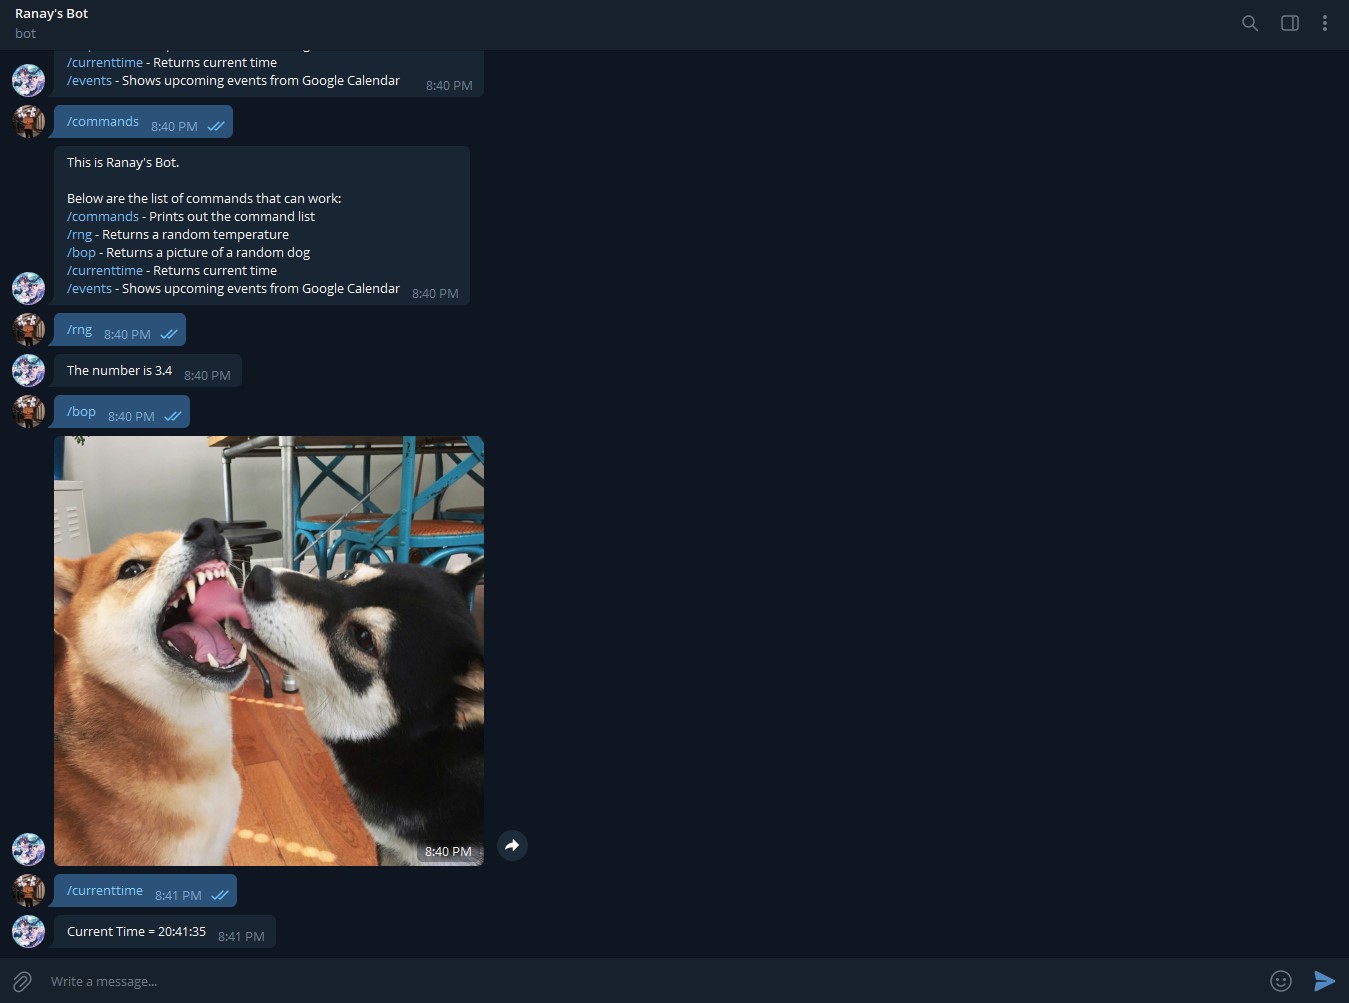 Ranay's Bot
bot
/currenttime - Returns current time
/events - Shows upcoming events from Google Calendar
8:40 PM
/commands
8:40 PM
This is Ranay's Bot.
Below are the list of commands that can work:
/commands - Prints out the command list
/rng - Returns a random temperature
/bop - Returns a picture of a random dog
/currenttime - Returns current time
/events - Shows upcoming events from Google Calendar
8:40 PM
/rng
8:40 PM
The number is 3.4
8:40 PM
/bop
8:40 PM
8:40 PM
/currenttime
8:41 PM
Current Time = 20:41:35
8:41 PM
Write a message...